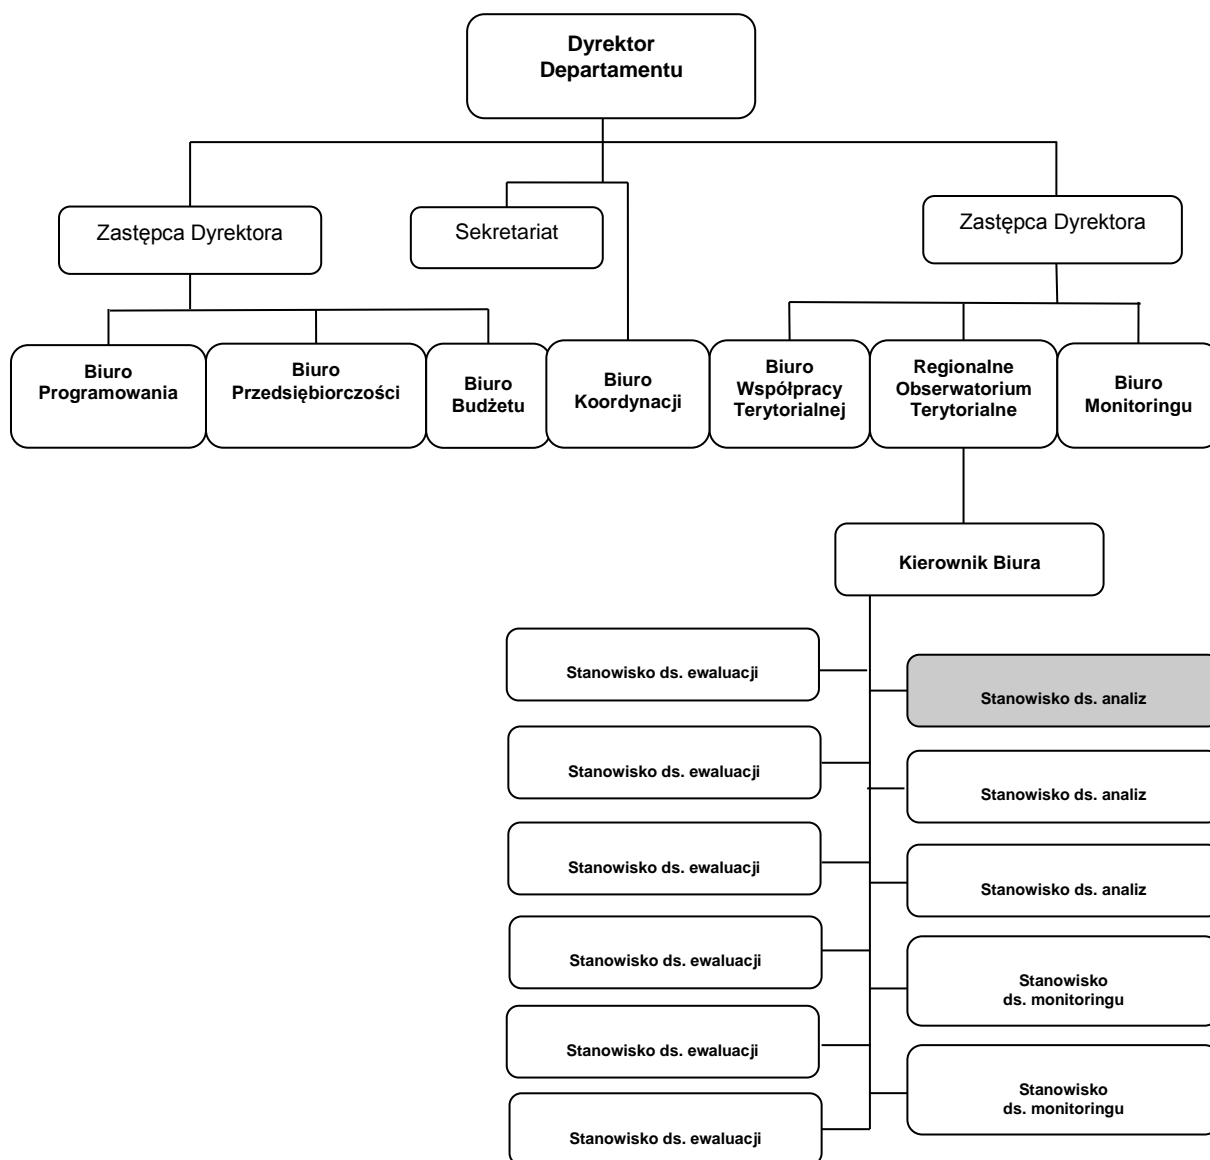 Dyrektor
Departamentu
Zastępca Dyrektora
Sekretariat
Zastępca Dyrektora
Biuro
Programowania
Biuro
Przedsiębiorczości
Biuro
Budżetu
Biuro
Koordynacji
Biuro
Współpracy
Terytorialnej
Regionalne
Obserwatorium
Terytorialne
Biuro
Monitoringu
Kierownik Biura
Stanowisko ds. ewaluacji
Stanowisko ds. analiz
Stanowisko ds. ewaluacji
Stanowisko ds. analiz
Stanowisko ds. ewaluacji
Stanowisko ds. analiz
Stanowisko ds. ewaluacji
Stanowisko
ds. monitoringu
Stanowisko ds. ewaluacji
Stanowisko
ds. monitoringu
Stanowisko ds. ewaluacji